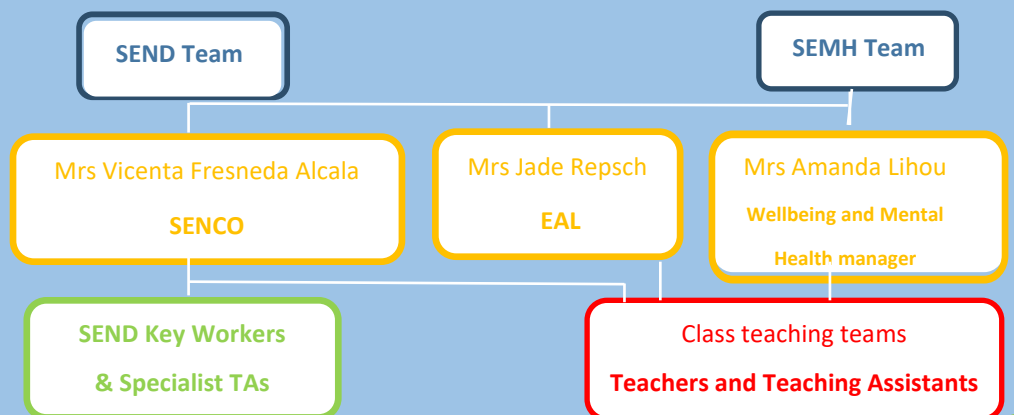 SEND Team
SEMH Team
Mrs Vicenta Fresneda Alcala
SENCO
Mrs Jade Repsch
EAL
Mrs Amanda Lihou
Wellbeing and Mental
Health manager
SEND Key Workers
& Specialist TAs
Class teaching teams
Teachers and Teaching Assistants